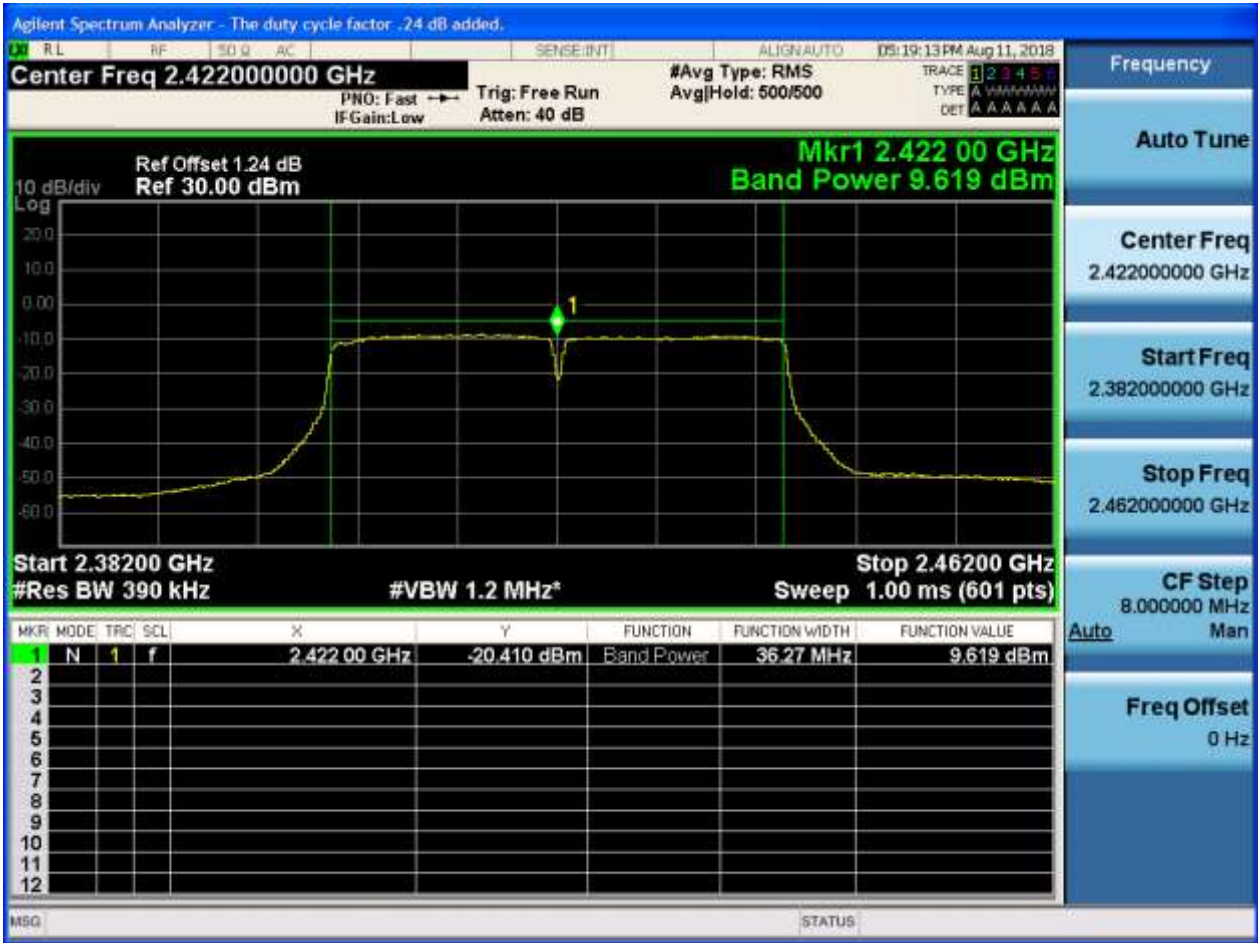 Agilent Spectrum Analyzer - The duty cycle factor .24 dB added.
RL RF 50 Ω AC SENSE:INT ALIGNAUTO 05:19:13 PM Aug 11, 2018
Center Freq 2.422000000 GHz
PNO: Fast
IFGain:Low
Trig: Free Run
Atten: 40 dB
#Avg Type: RMS
Avg|Hold: 500/500
TRACE 1 2 3 4 5 6
TYPE A WWWWW
DET A A A A A A
Frequency
Auto Tune
Center Freq
2.422000000 GHz
Start Freq
2.382000000 GHz
Stop Freq
2.462000000 GHz
CF Step
8.000000 MHz
Auto Man
Freq Offset
0 Hz
Ref Offset 1.24 dB
10 dB/div Ref 30.00 dBm
Log
Mkr1 2.422 00 GHz
Band Power 9.619 dBm
20.0
10.0
0.00
-10.0
-20.0
-30.0
-40.0
-50.0
-60.0
1
Start 2.38200 GHz Stop 2.46200 GHz
#Res BW 390 kHz #VBW 1.2 MHz* Sweep 1.00 ms (601 pts)
MKR MODE TRC SCL X Y FUNCTION FUNCTION WIDTH FUNCTION VALUE
1 N 1 f 2.422 00 GHz -20.410 dBm Band Power 36.27 MHz 9.619 dBm
2
3
4
5
6
7
8
9
10
11
12
MSG STATUS